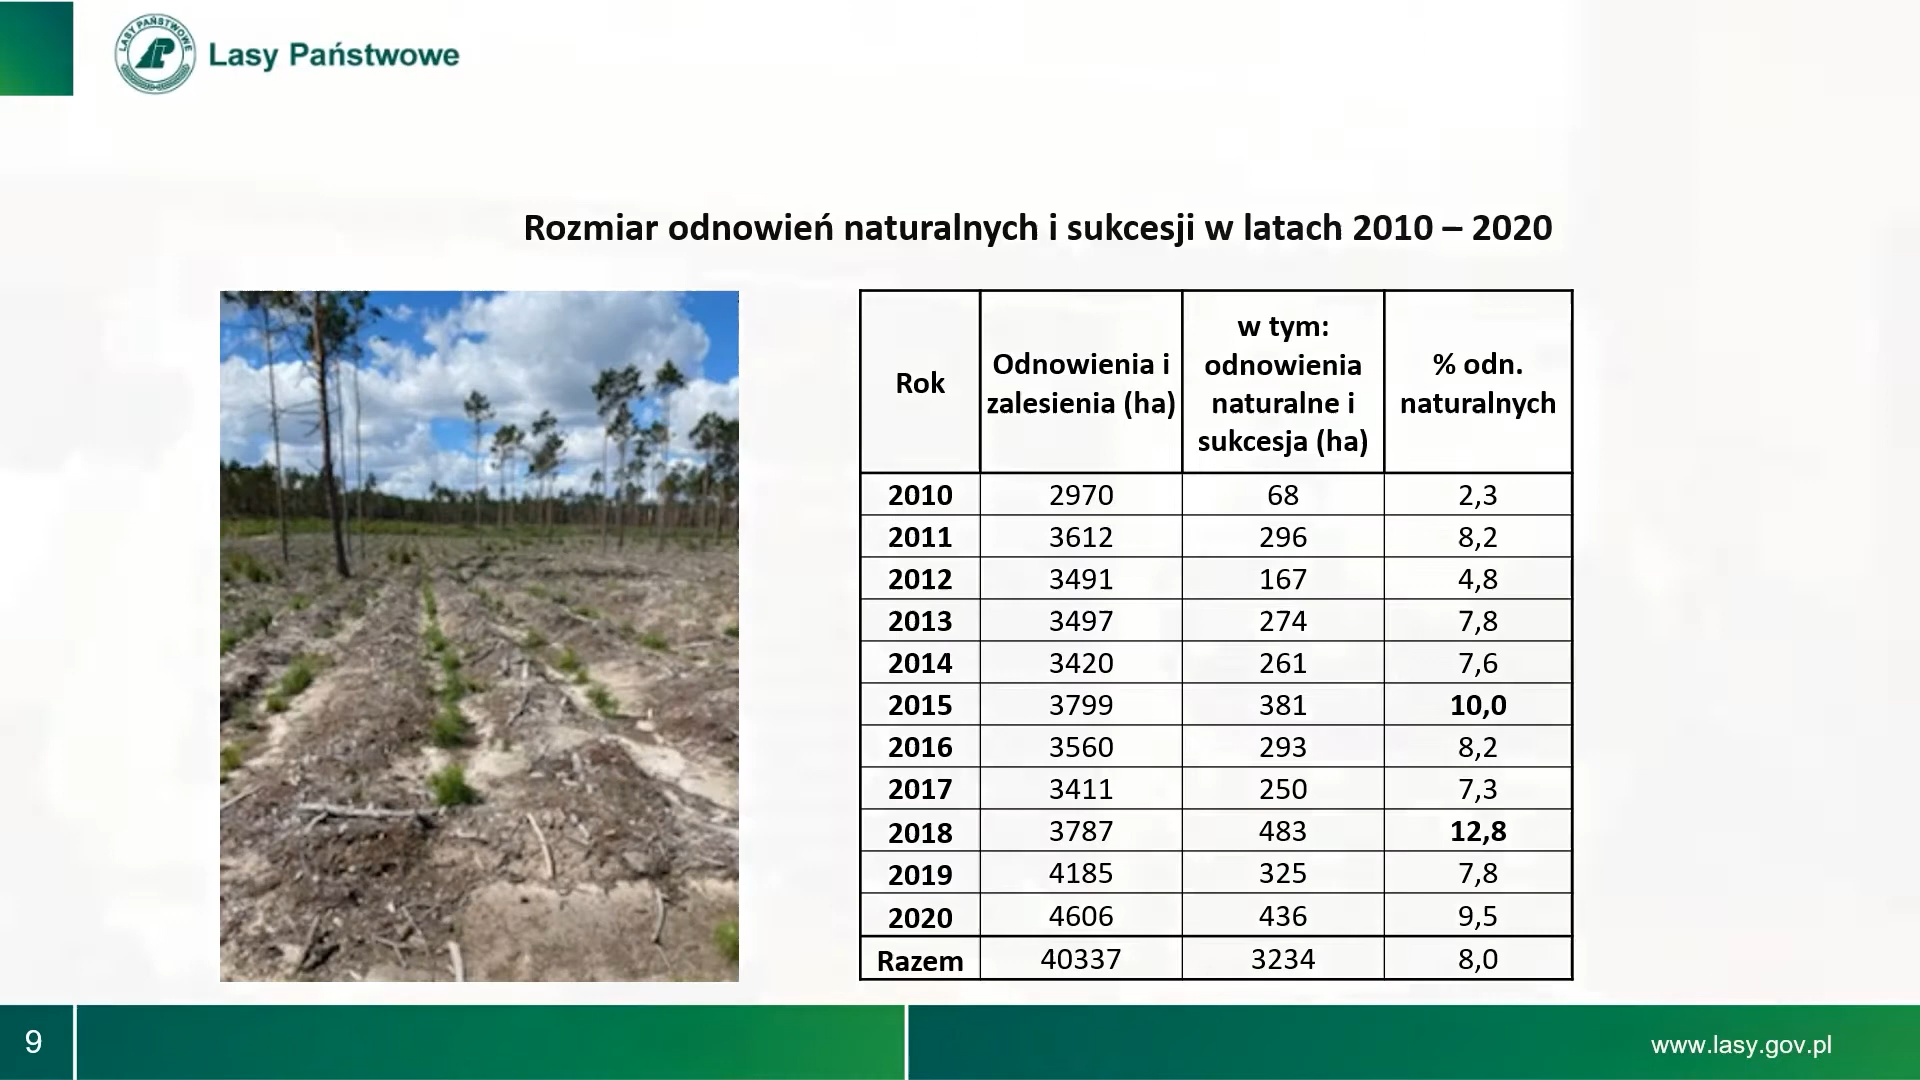 LASY PAŃSTWOWE
Lasy Państwowe
Rozmiar odnowień naturalnych i sukcesji w latach 2010 – 2020
Rok
Odnowienia i
zalesienia (ha)
w tym:
odnowienia
naturalne i
sukcesja (ha)
% odn.
naturalnych
2010 2970 68 2,3
2011 3612 296 8,2
2012 3491 167 4,8
2013 3497 274 7,8
2014 3420 261 7,6
2015 3799 381 10,0
2016 3560 293 8,2
2017 3411 250 7,3
2018 3787 483 12,8
2019 4185 325 7,8
2020 4606 436 9,5
Razem 40337 3234 8,0
9
www.lasy.gov.pl